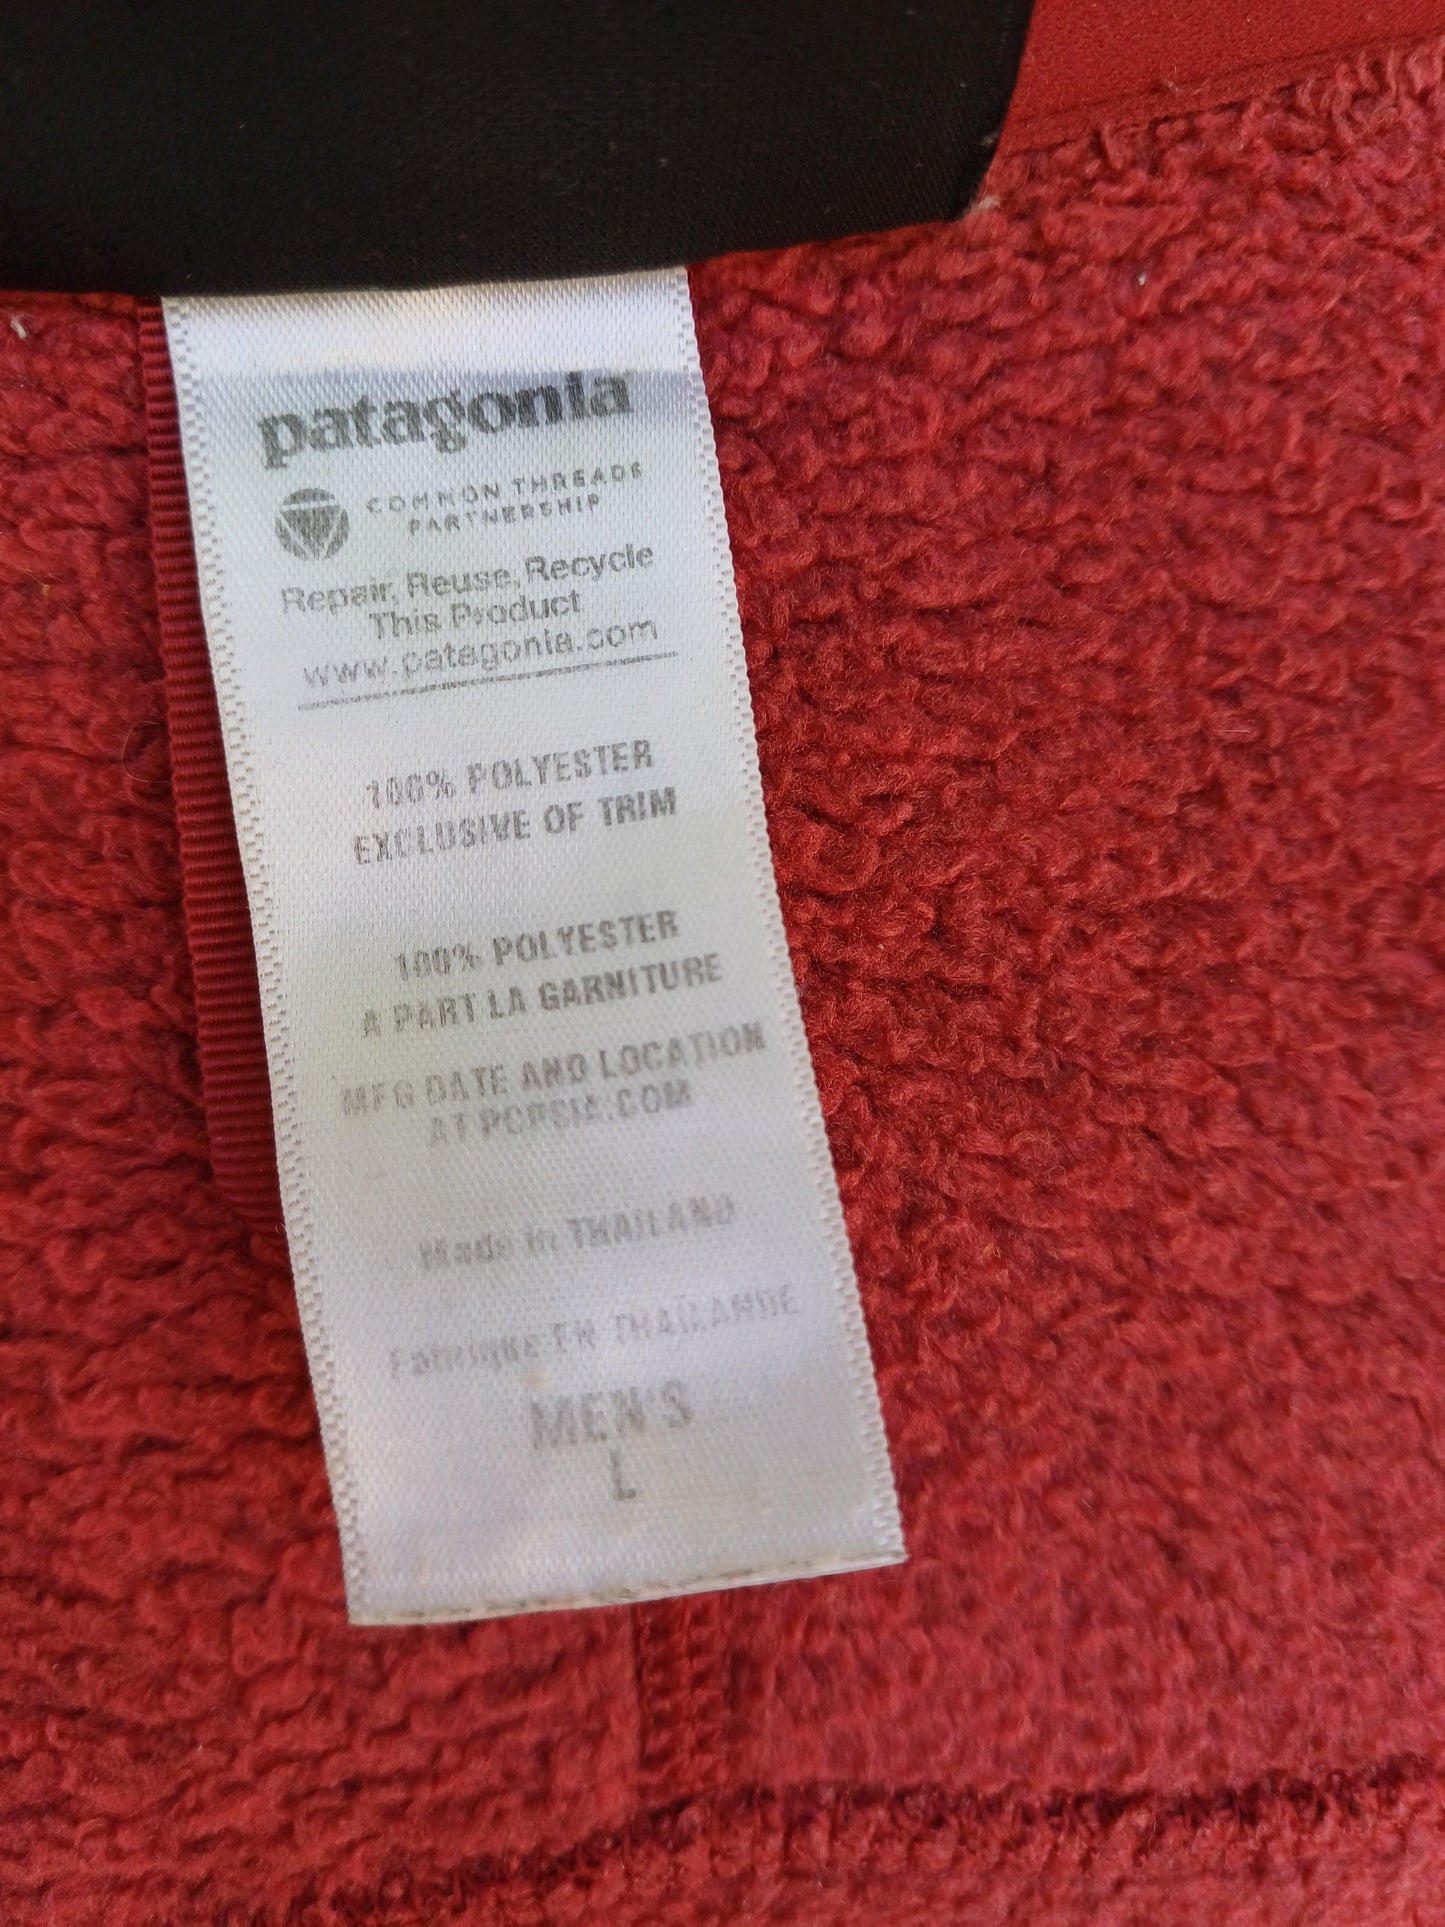 patagonia
COMMON THREADS
PARTNERSHIP
Repair, Reuse, Recycle
This Product
www.patagonia.com
100% POLYESTER
EXCLUSIVE OF TRIM
100% POLYESTER
A PART LA GARNITURE
MFG DATE AND LOCATION
AT PCPSIA.COM
Made in THAILAND
Fabriqué EN THAÏLANDE
MEN'S
L